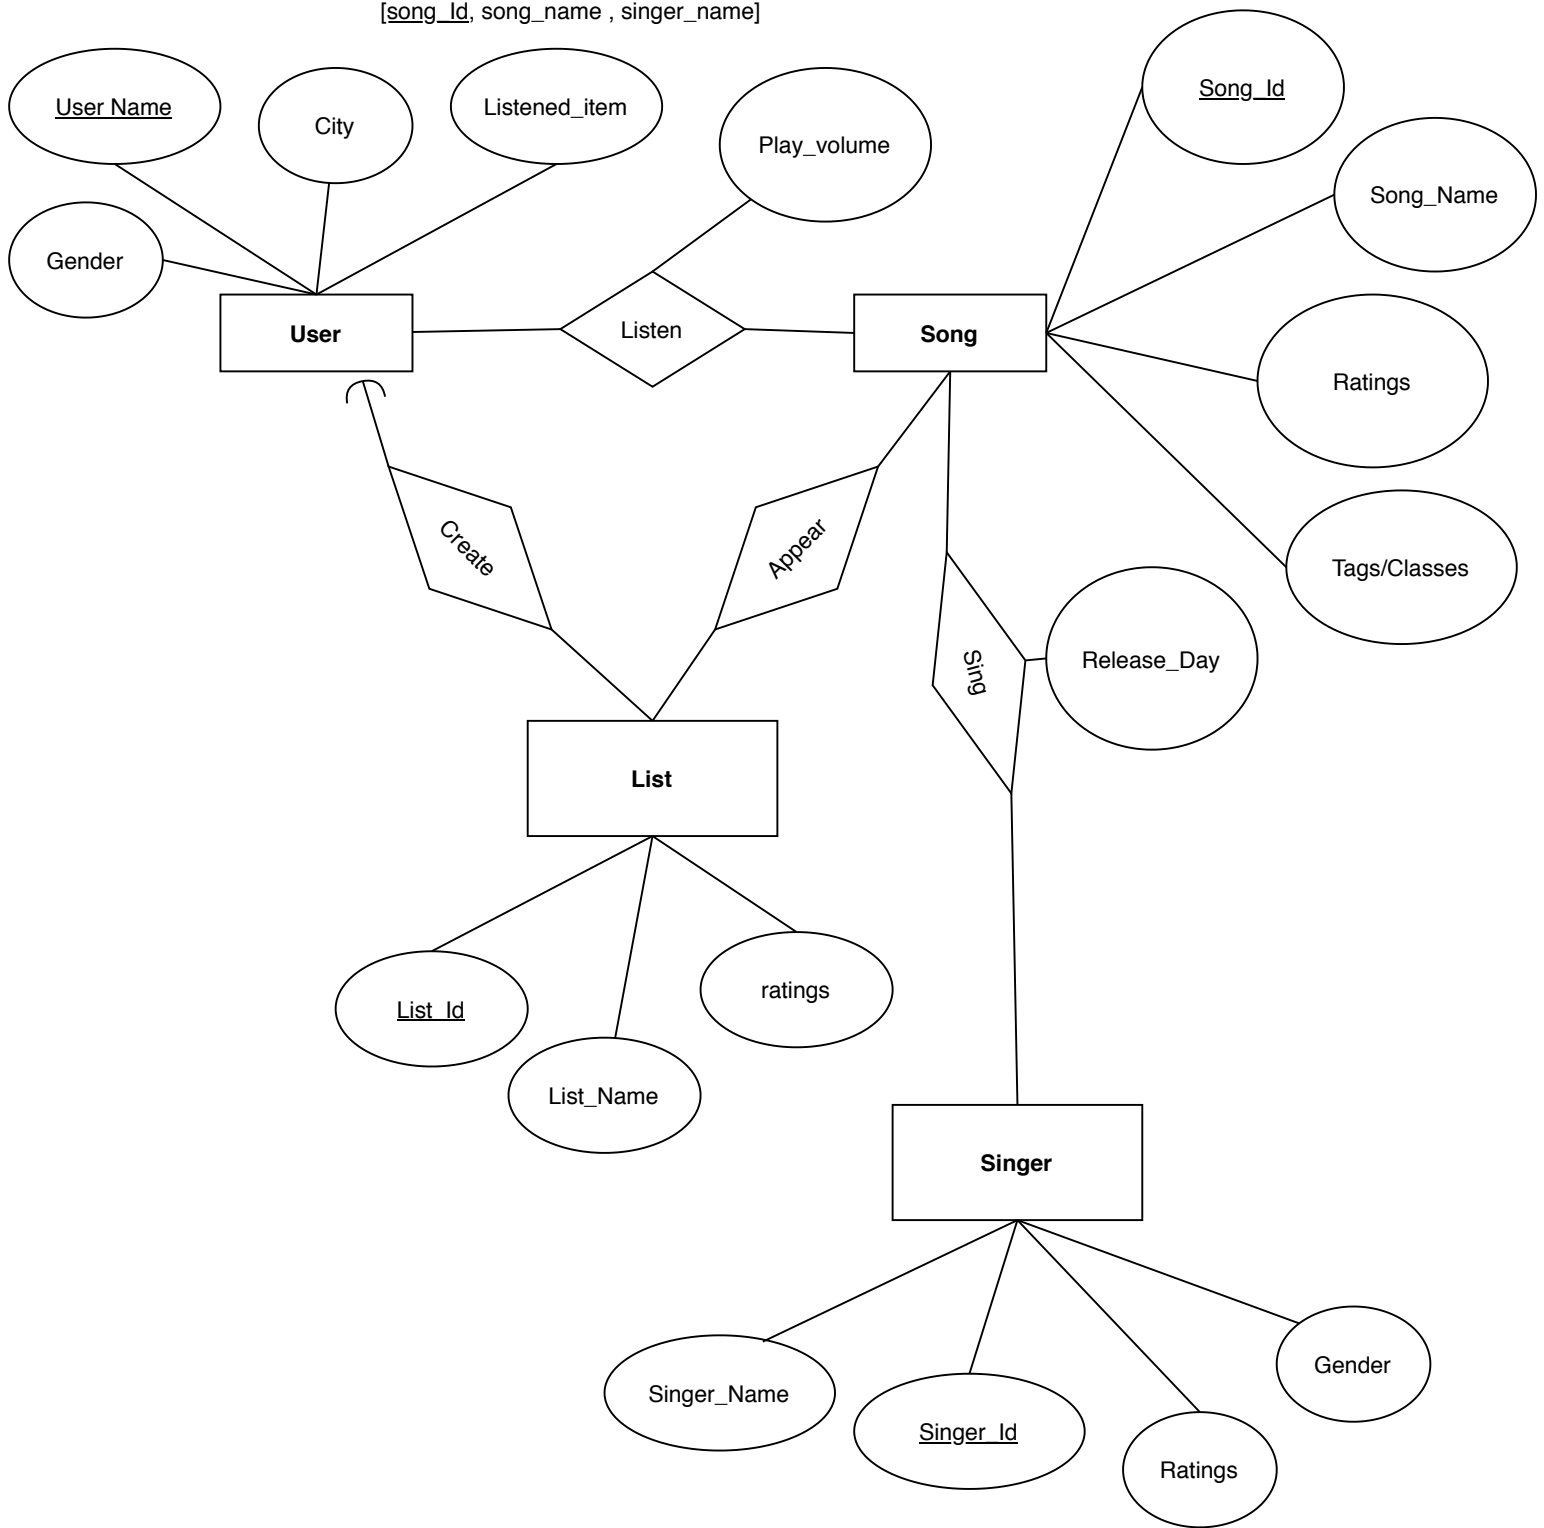 [song_Id, song_name , singer_name]
User Name
City
Listened_item
Play_volume
Song_Id
Song_Name
Gender
User
Listen
Song
Ratings
Create
Appear
Tags/Classes
Sing
Release_Day
List
List_Id
List_Name
ratings
Singer
Singer_Name
Singer_Id
Ratings
Gender